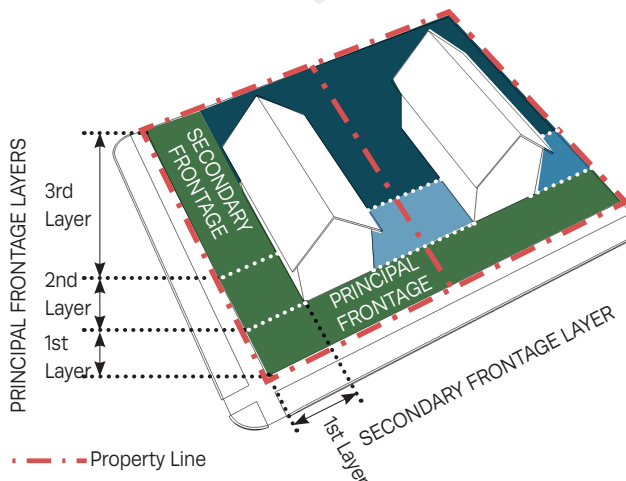 PRINCIPAL FRONTAGE LAYERS
3rd
Layer
2nd
Layer
1st
Layer
SECONDARY
FRONTAGE
PRINCIPAL
FRONTAGE
SECONDARY FRONTAGE LAYER
1st Layer
Property Line